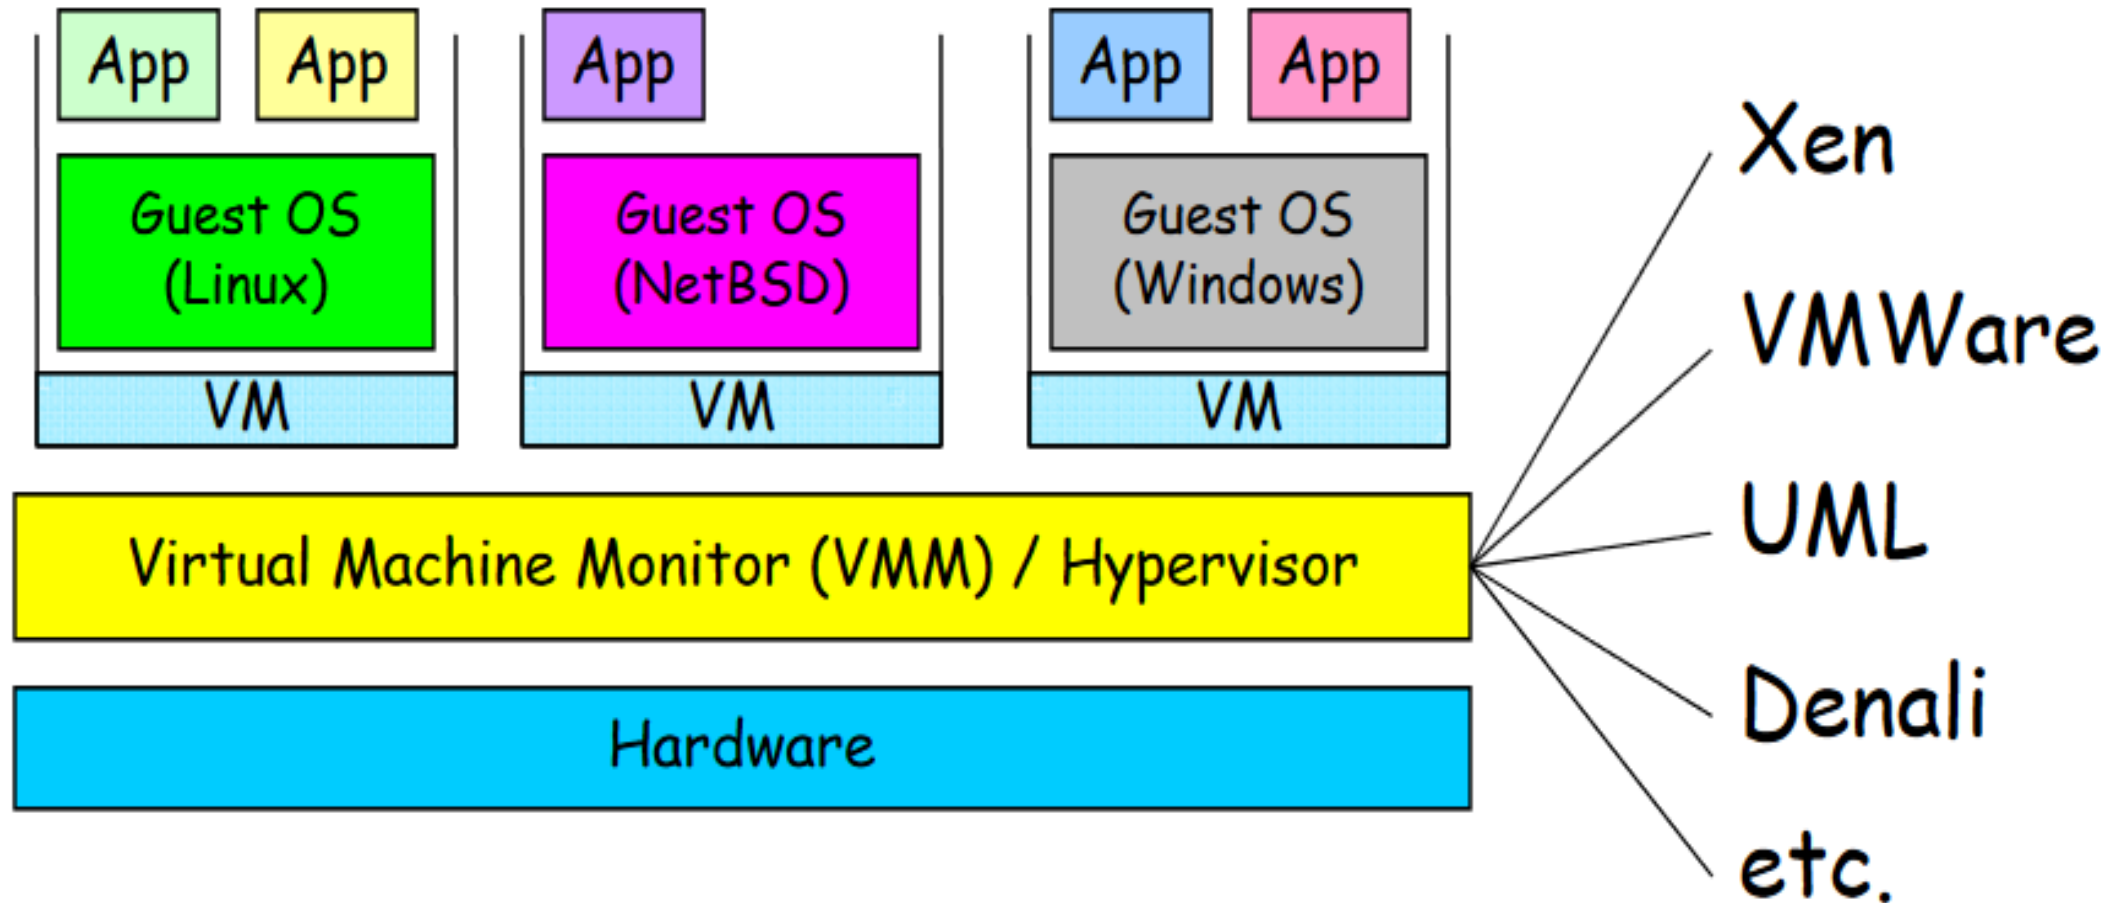 App
App
App
App
App
Guest OS
(Linux)
Guest OS
(NetBSD)
Guest OS
(Windows)
VM
VM
VM
Virtual Machine Monitor (VMM) / Hypervisor
Hardware
Xen
VMWare
UML
Denali
etc.